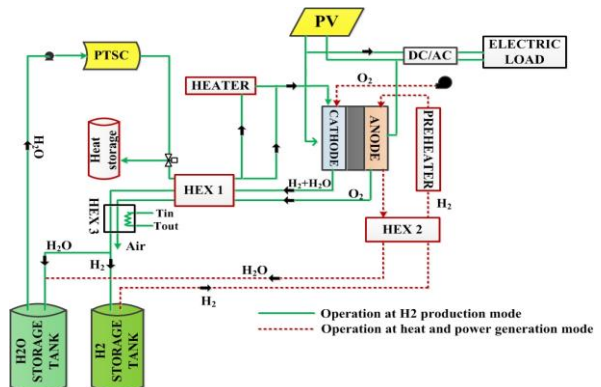 PV
PTSC
DC/AC
ELECTRIC
LOAD
O₂
HEATER
CATHODE
ANODE
PREHEATER
H₂O
Heat
storage
HEX 1
H₂+H₂O
O₂
H₂
HEX 3
Tin
Tout
HEX 2
Air
H₂O
H₂
H₂O
H₂
H2O
STORAGE
TANK
H2
STORAGE
TANK
Operation at H2 production mode
Operation at heat and power generation mode